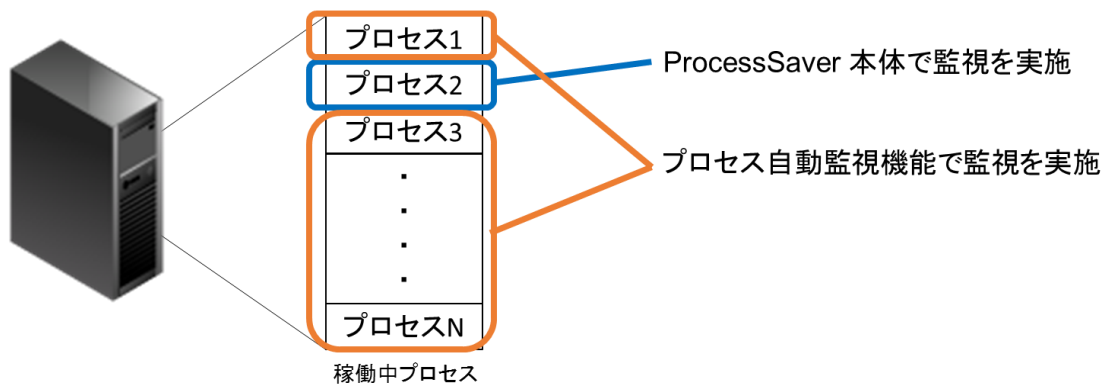 プロセス1
プロセス2
プロセス3
・
・
・
・
プロセスN
稼働中プロセス
ProcessSaver 本体で監視を実施
プロセス自動監視機能で監視を実施